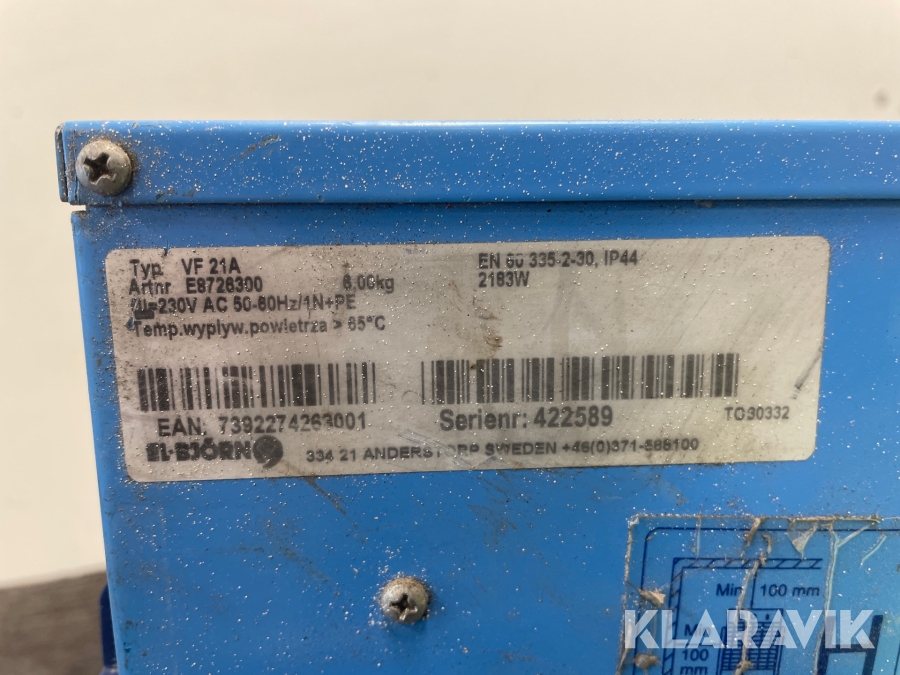 Typ VF 21A
EN 60 335-2-30, IP44
Artnr E8726300 8,00kg
2183W
U=230V AC 50-60Hz/1N+PE
Temp.wyplyw.powietrza > 85°C
EAN: 7392274263001
Serienr: 422589
TG30332
EL-BJÖRN
334 21 ANDERSTORP SWEDEN +46(0)371-588100
Min 100 mm
100
mm
KLARAVIK